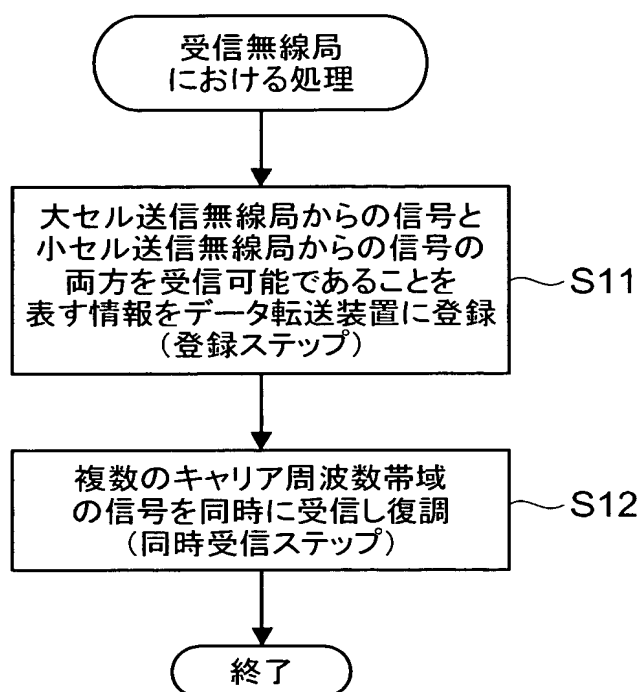 受信無線局
における処理
大セル送信無線局からの信号と
小セル送信無線局からの信号の
両方を受信可能であることを
表す情報をデータ転送装置に登録
(登録ステップ)
S11
複数のキャリア周波数帯域
の信号を同時に受信し復調
(同時受信ステップ)
S12
終了